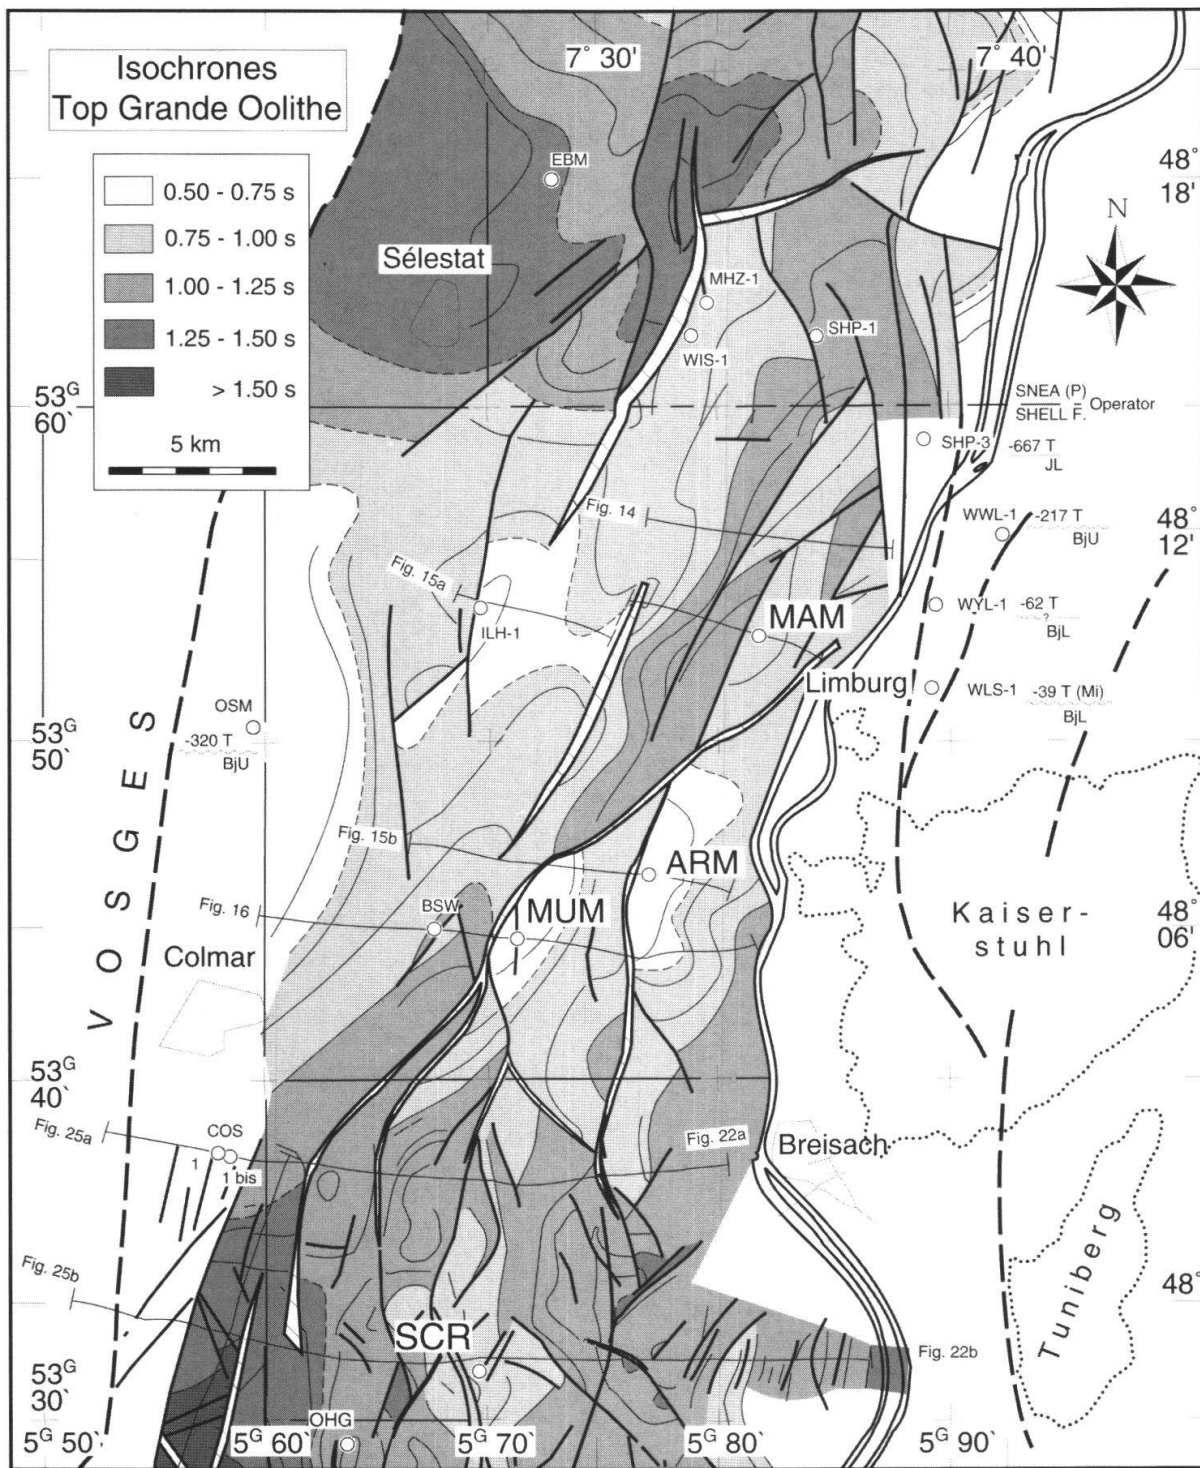 Isochrones
Top Grande Oolithe
7° 30'
7° 40'
0.50 - 0.75 s
0.75 - 1.00 s
1.00 - 1.25 s
1.25 - 1.50 s
> 1.50 s
5 km
48°
18'
N
EBM
Sélestat
MHZ-1
SHP-1
WIS-1
53G
60`
SNEA (P)
SHELL F.
Operator
SHP-3
-667 T
JL
Fig. 14
WWL-1
-217 T
BjU
48°
12'
Fig. 15a
ILH-1
MAM
WYL-1
-62 T
?
BjL
Limburg
WLS-1
-39 T (Mi)
BjL
OSM
-320 T
BjU
53G
50`
VOSGES
Fig. 15b
ARM
Fig. 16
BSW
MUM
Colmar
Kaiser-
stuhl
48°
06'
53G
40`
Fig. 25a
COS
1
1 bis
Fig. 22a
Breisach
Fig. 25b
48°
Tuniberg
SCR
Fig. 22b
53G
30`
OHG
5G 50`
5G 60`
5G 70`
5G 80`
5G 90`